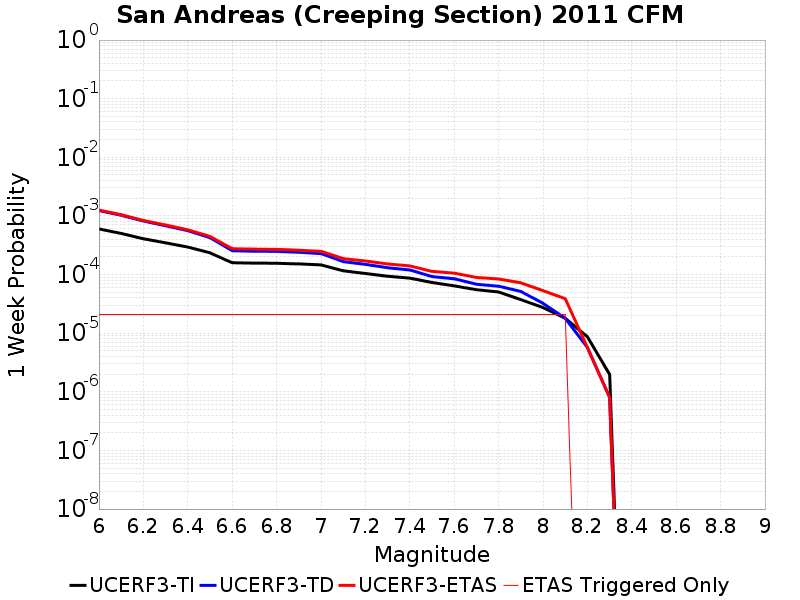 San Andreas (Creeping Section) 2011 CFM
1 Week Probability
10^0
10^-1
10^-2
10^-3
10^-4
10^-5
10^-6
10^-7
10^-8
6 6.2 6.4 6.6 6.8 7 7.2 7.4 7.6 7.8 8 8.2 8.4 8.6 8.8 9
Magnitude
UCERF3-TI UCERF3-TD UCERF3-ETAS ETAS Triggered Only